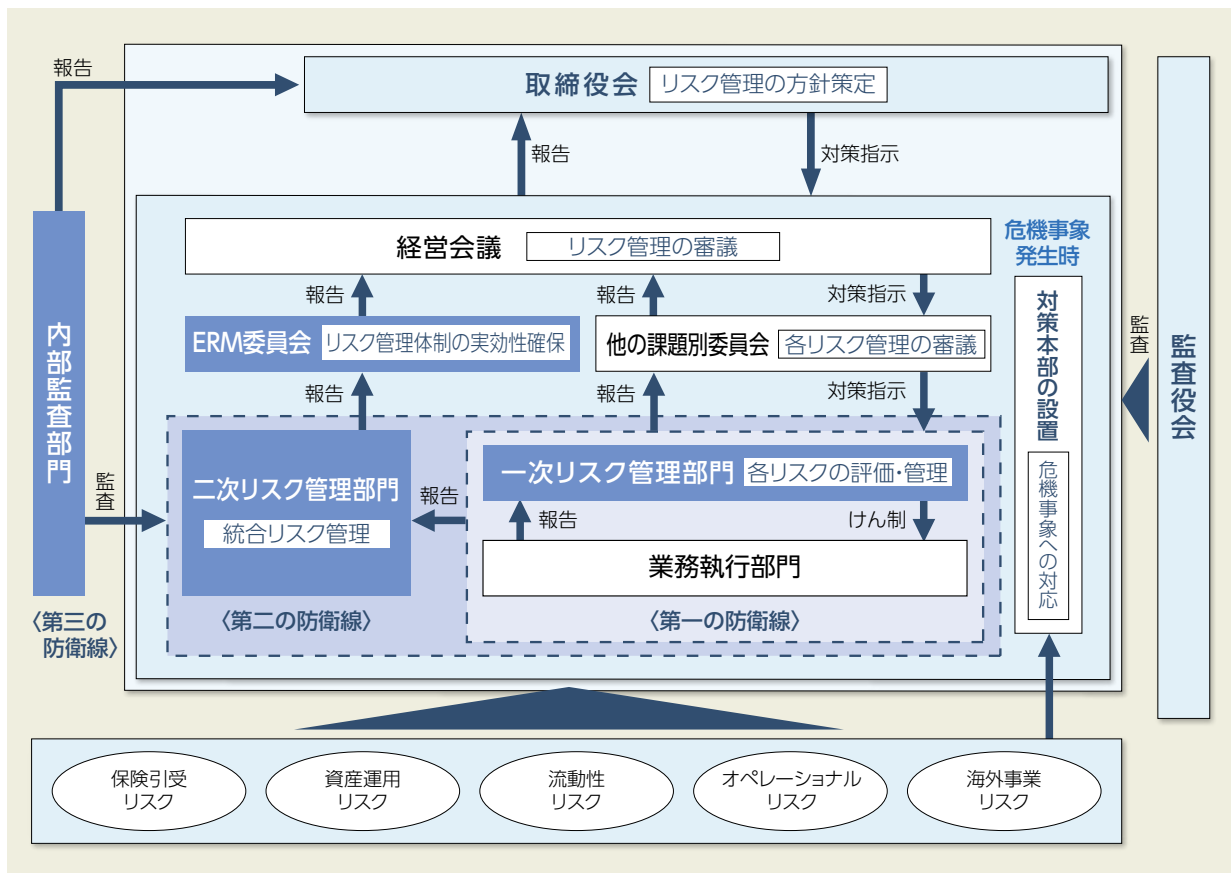 報告
取締役会 リスク管理の方針策定
報告
対策指示
経営会議 リスク管理の審議
危機事象
発生時
報告
報告
対策指示
ERM委員会 リスク管理体制の実効性確保
他の課題別委員会 各リスク管理の審議
対策本部の設置
危機事象への対応
監査
監査役会
内部監査部門
報告
報告
対策指示
二次リスク管理部門
統合リスク管理
報告
一次リスク管理部門 各リスクの評価・管理
監査
報告
けん制
業務執行部門
〈第三の
防衛線〉
〈第二の防衛線〉
〈第一の防衛線〉
保険引受
リスク
資産運用
リスク
流動性
リスク
オペレーショナル
リスク
海外事業
リスク